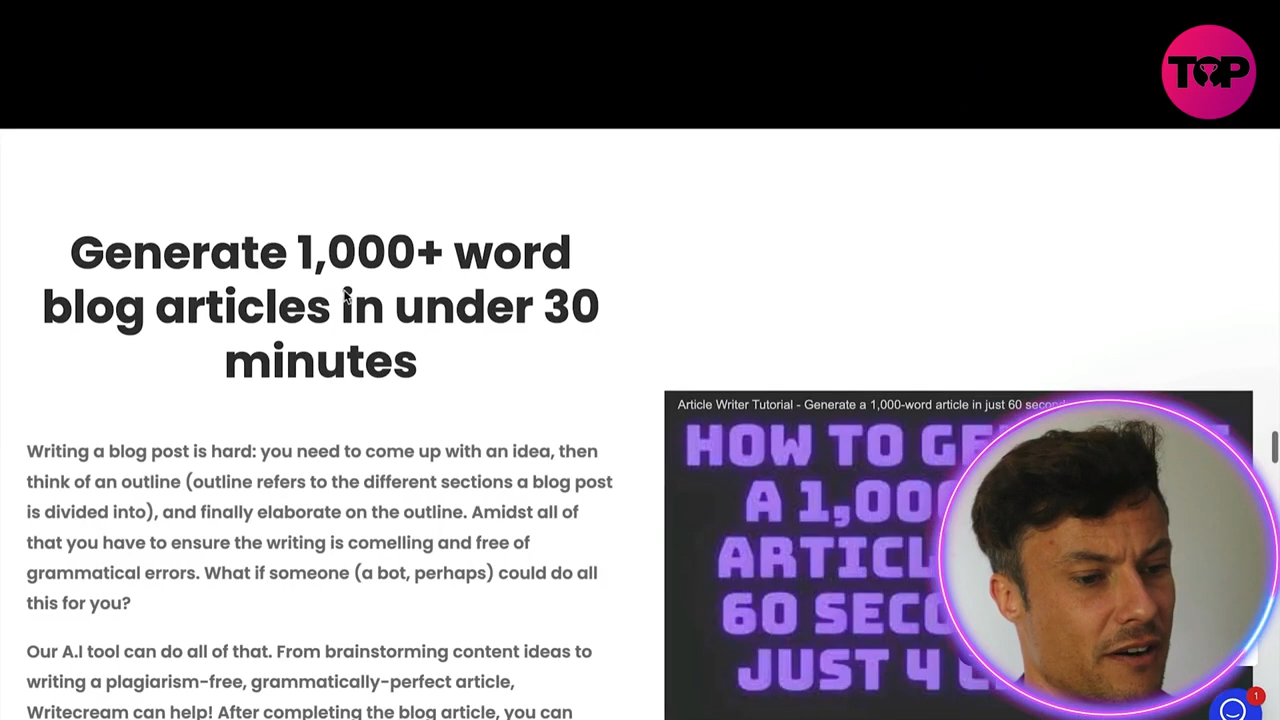 TOP
Generate 1,000+ word
blog articles in under 30
minutes
Writing a blog post is hard: you need to come up with an idea, then
think of an outline (outline refers to the different sections a blog post
is divided into), and finally elaborate on the outline. Amidst all of
that you have to ensure the writing is comelling and free of
grammatical errors. What if someone (a bot, perhaps) could do all
this for you?
Our A.I tool can do all of that. From brainstorming content ideas to
writing a plagiarism-free, grammatically-perfect article,
Writecream can help! After completing the blog article, you can
Article Writer Tutorial - Generate a 1,000-word article in just 60
HOW TO
A 1,00
60
JUST 4
1